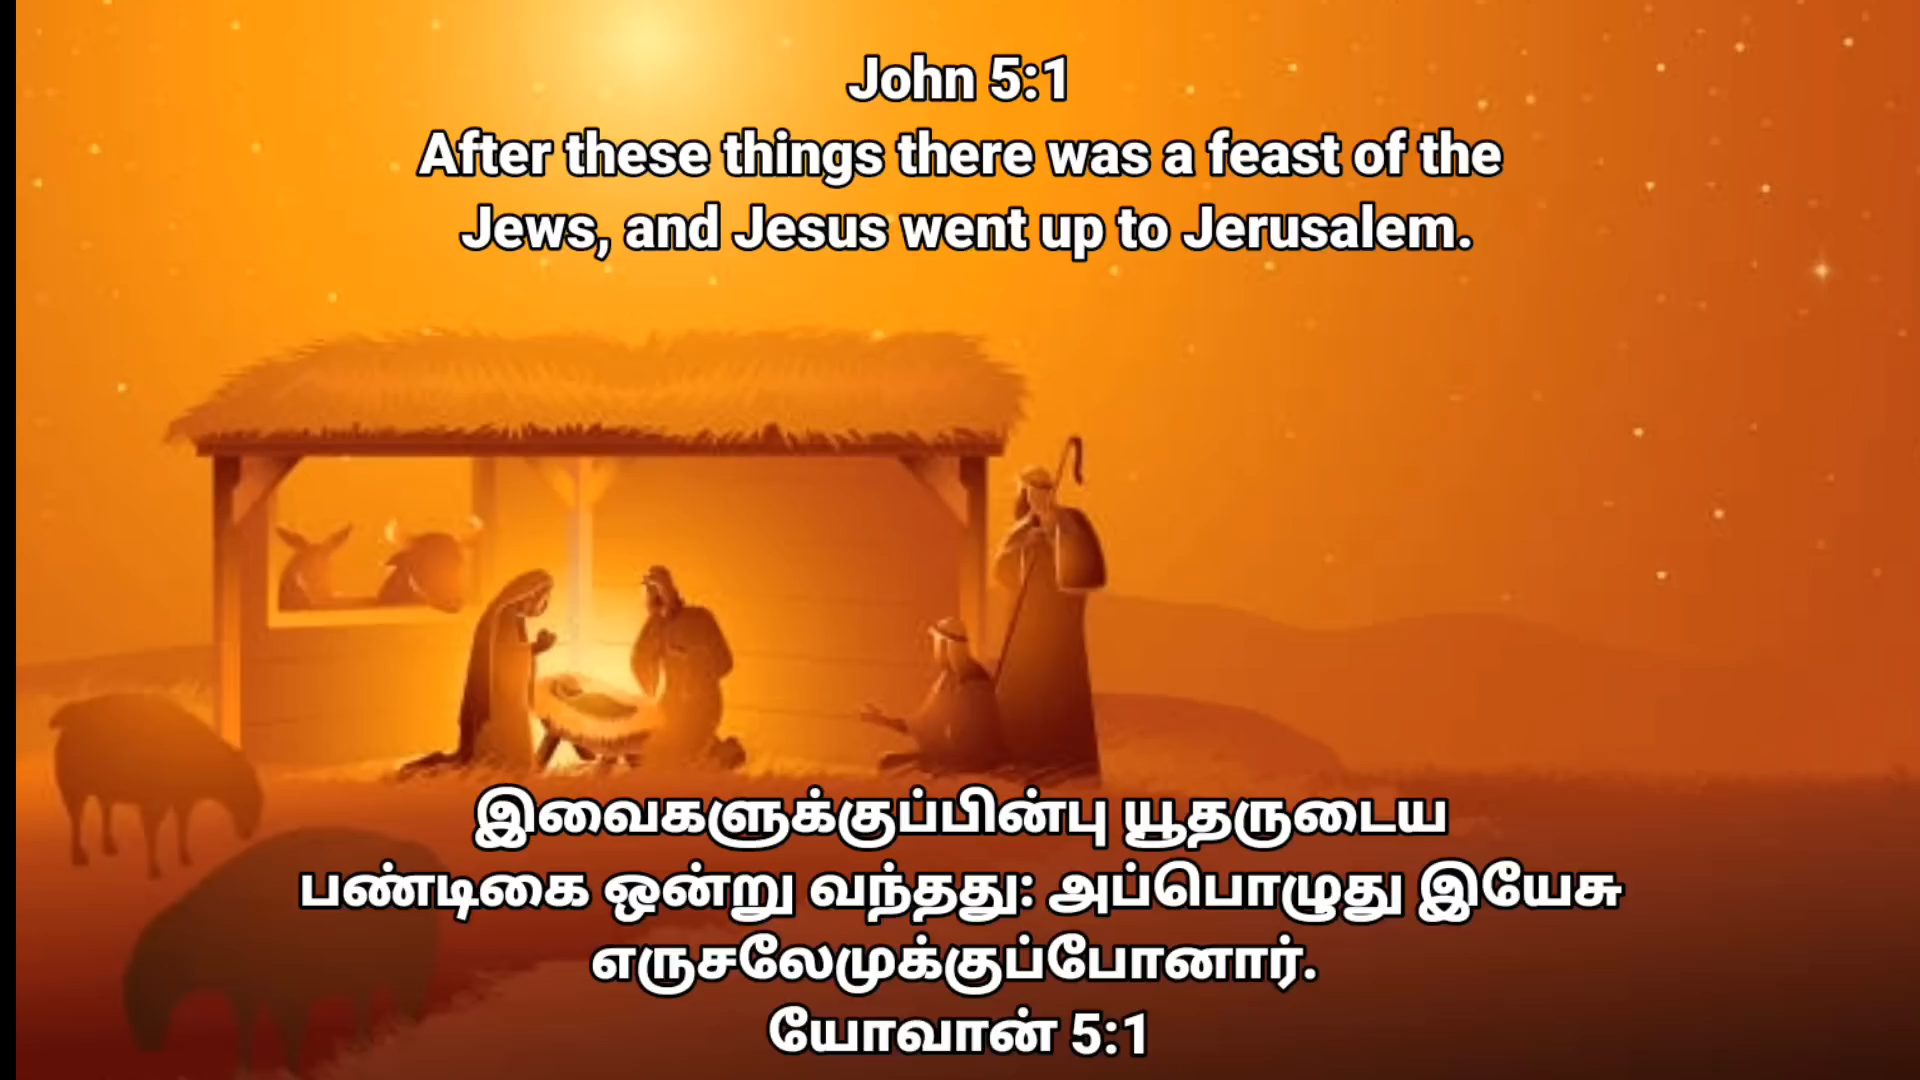 John 5:1
After these things there was a feast of the
Jews, and Jesus went up to Jerusalem.
இவைகளுக்குப்பின்பு யூதருடைய
பண்டிகை ஒன்று வந்தது: அப்பொழுது இயேசு
எருசலேமுக்குப்போனார்.
யோவான் 5:1